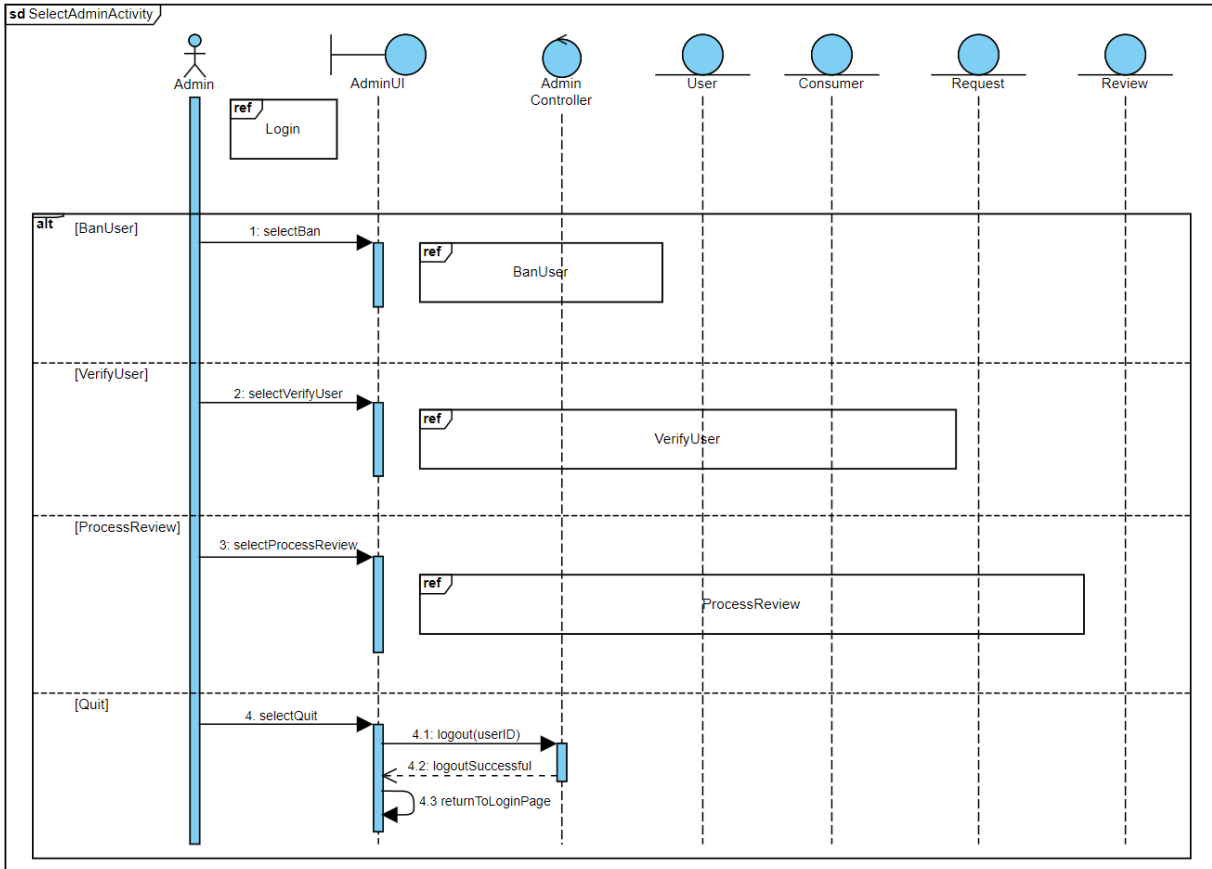 sd SelectAdminActivity
Admin
AdminUI
Admin
Controller
User
Consumer
Request
Review
ref
Login
alt
[BanUser]
1: selectBan
ref
BanUser
[VerifyUser]
2: selectVerifyUser
ref
VerifyUser
[ProcessReview]
3: selectProcessReview
ref
ProcessReview
[Quit]
4. selectQuit
4.1: logout(userID)
4.2: logoutSuccessful
4.3 returnToLoginPage